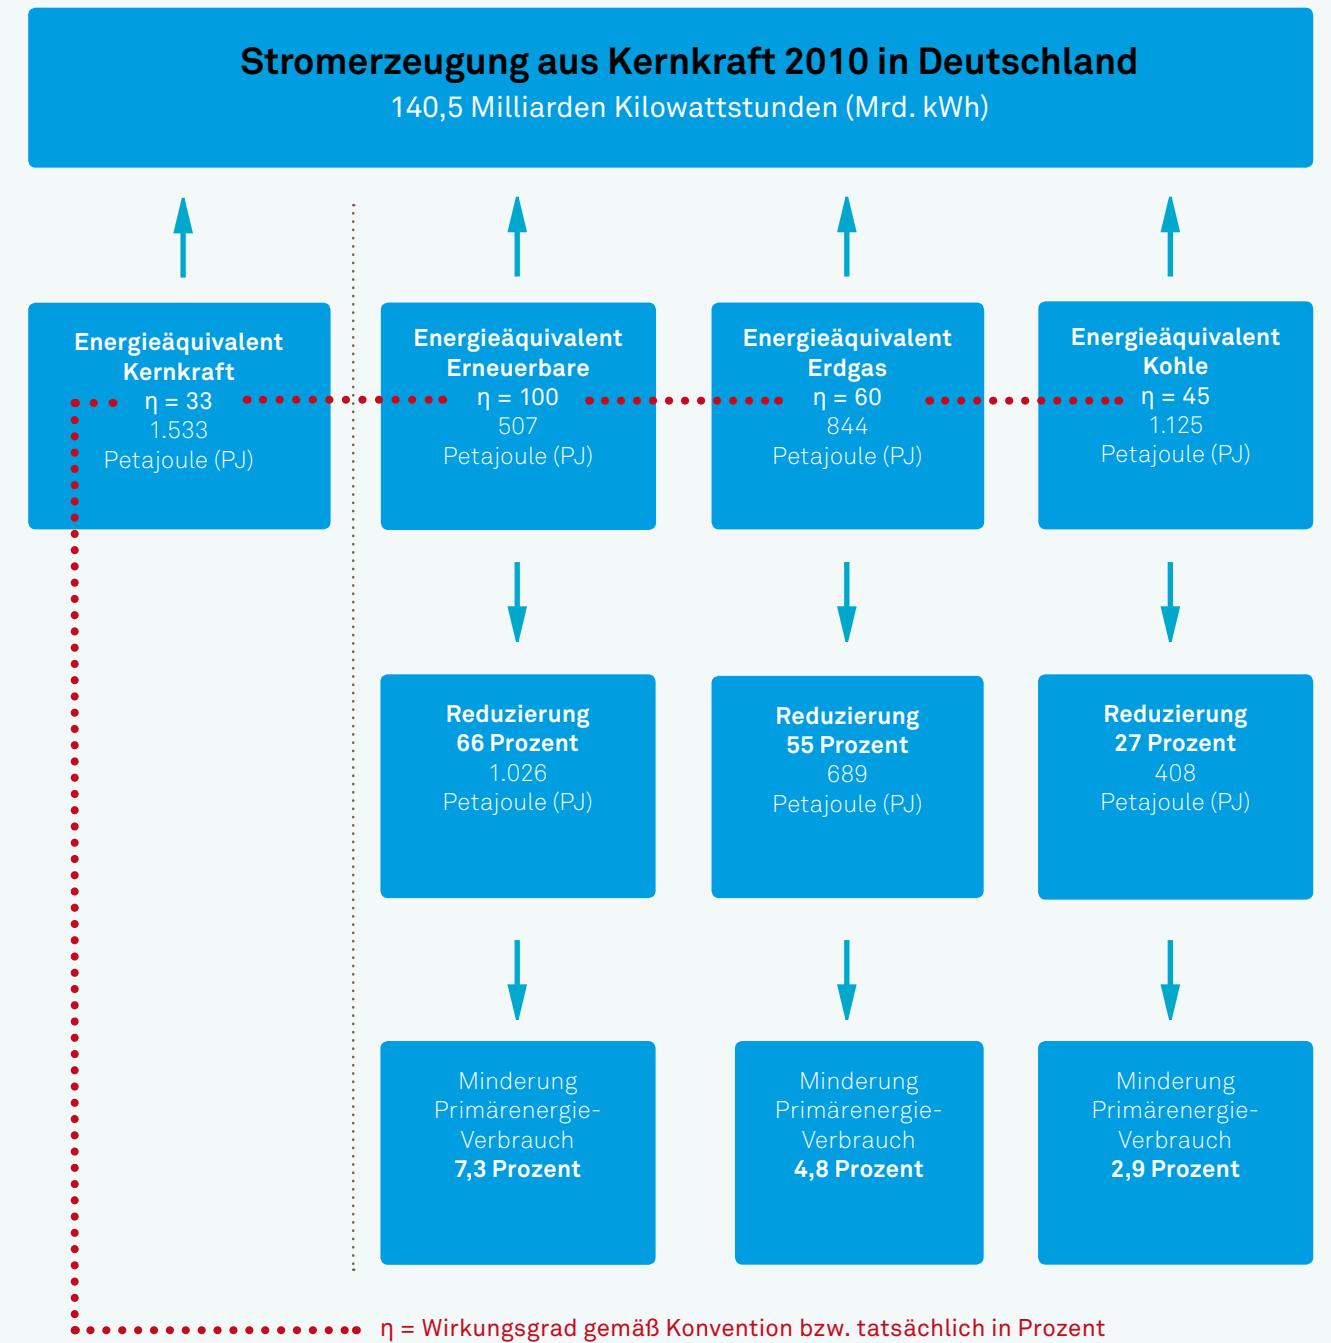 Stromerzeugung aus Kernkraft 2010 in Deutschland
140,5 Milliarden Kilowattstunden (Mrd. kWh)
Energieäquivalent
Kernkraft
η = 33
1.533
Petajoule (PJ)
Energieäquivalent
Erneuerbare
η = 100
507
Petajoule (PJ)
Energieäquivalent
Erdgas
η = 60
844
Petajoule (PJ)
Energieäquivalent
Kohle
η = 45
1.125
Petajoule (PJ)
Reduzierung
66 Prozent
1.026
Petajoule (PJ)
Reduzierung
55 Prozent
689
Petajoule (PJ)
Reduzierung
27 Prozent
408
Petajoule (PJ)
Minderung
Primärenergie-
Verbrauch
7,3 Prozent
Minderung
Primärenergie-
Verbrauch
4,8 Prozent
Minderung
Primärenergie-
Verbrauch
2,9 Prozent
η = Wirkungsgrad gemäß Konvention bzw. tatsächlich in Prozent